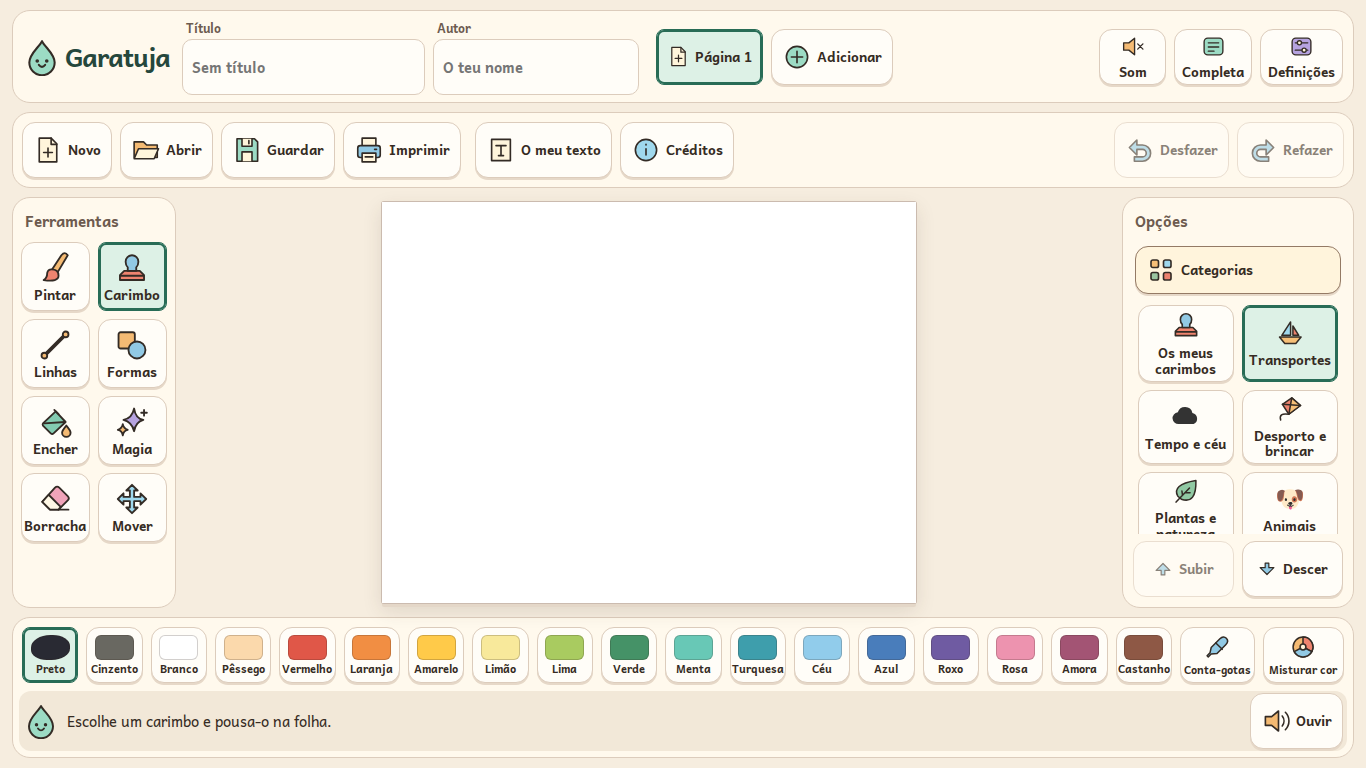 Garatuja
Título
Sem título
Autor
O teu nome
Página 1
Adicionar
Som
Completa
Definições
Novo
Abrir
Guardar
Imprimir
O meu texto
Créditos
Desfazer
Refazer
Ferramentas
Pintar
Carimbo
Linhas
Formas
Encher
Magia
Borracha
Mover
Opções
Categorias
Os meus
carimbos
Transportes
Tempo e céu
Desporto e
brincar
Plantas e
natureza
Animais
Subir
Descer
Preto
Cinzento
Branco
Pêssego
Vermelho
Laranja
Amarelo
Limão
Lima
Verde
Menta
Turquesa
Céu
Azul
Roxo
Rosa
Amora
Castanho
Conta-gotas
Misturar cor
Escolhe um carimbo e pousa-o na folha.
Ouvir